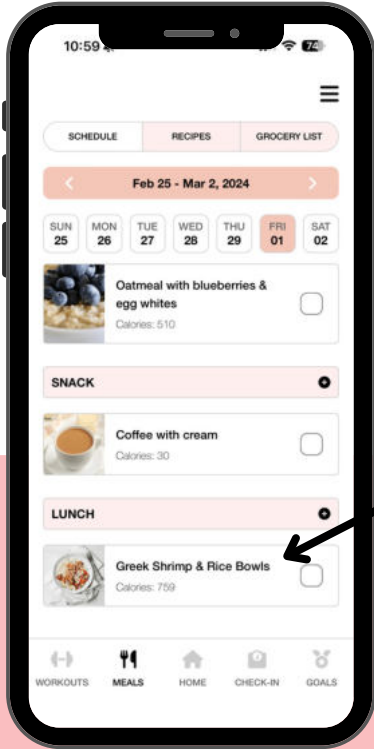 10:59
74
SCHEDULE RECIPES GROCERY LIST
Feb 25 - Mar 2, 2024
SUN MON TUE WED THU FRI SAT
25 26 27 28 29 01 02
Oatmeal with blueberries &
egg whites
Calories: 510
SNACK
Coffee with cream
Calories: 30
LUNCH
Greek Shrimp & Rice Bowls
Calories: 759
WORKOUTS MEALS HOME CHECK-IN GOALS